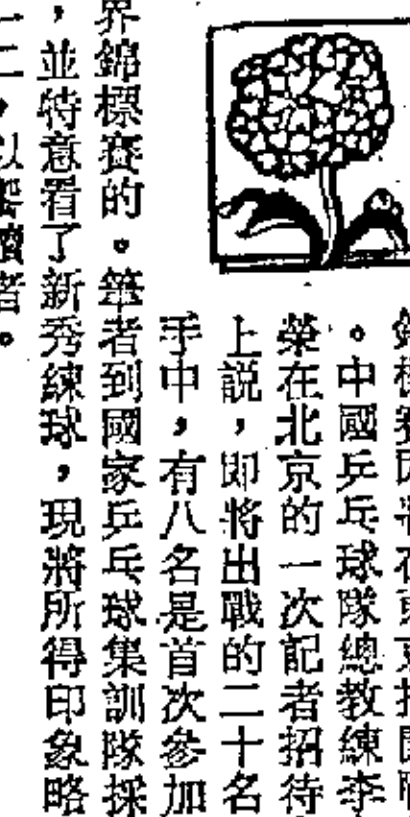 錦標賽
。中國乒乓球隊總教練李
榮在北京的一次記者招待
上説，即將出戰的二十名
手中，有八名是首次參加
界錦標賽的。筆者到國家乒乓球集訓隊採
，並特意看了新秀練球，現將所得印象略
一二，以饗讀者。